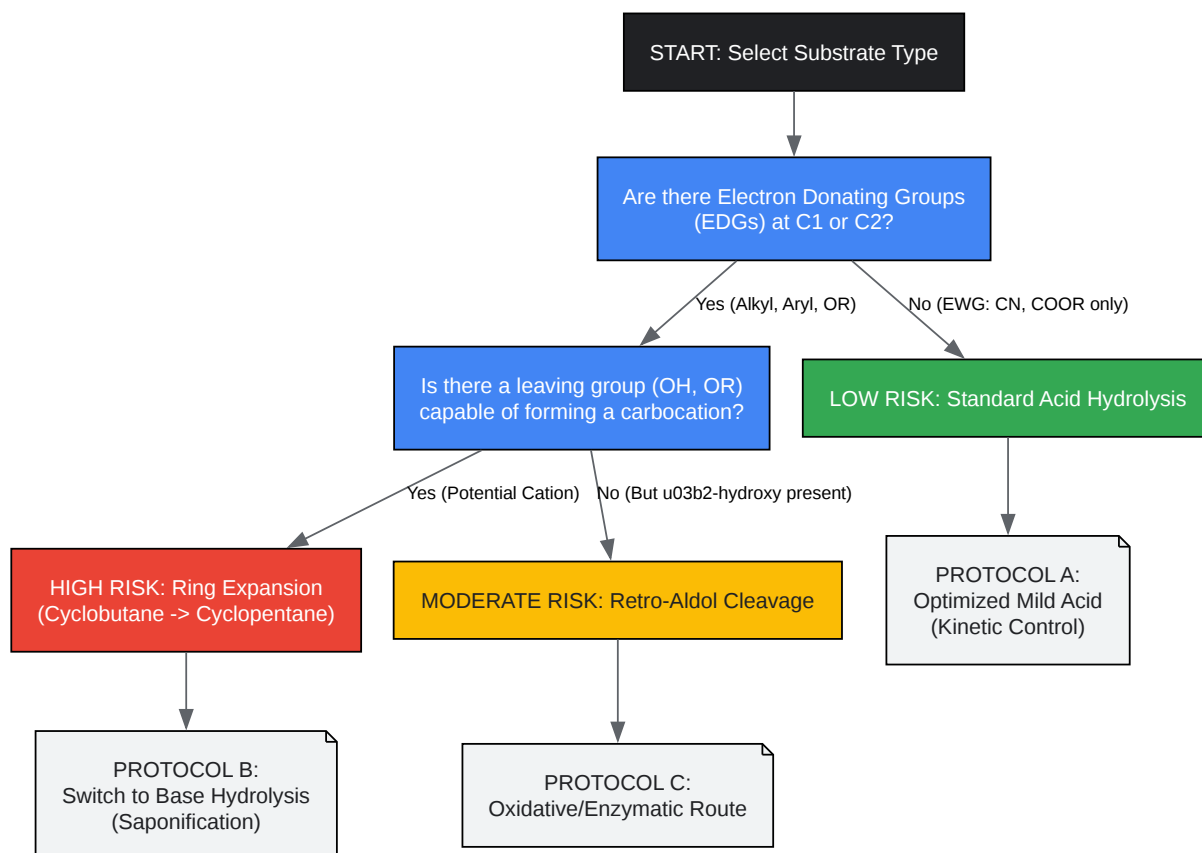 START: Select Substrate Type
Are there Electron Donating Groups
(EDGs) at C1 or C2?
Yes (Alkyl, Aryl, OR)
No (EWG: CN, COOR only)
Is there a leaving group (OH, OR)
capable of forming a carbocation?
LOW RISK: Standard Acid Hydrolysis
Yes (Potential Cation)
No (But u03b2-hydroxy present)
HIGH RISK: Ring Expansion
(Cyclobutane -> Cyclopentane)
MODERATE RISK: Retro-Aldol Cleavage
PROTOCOL A:
Optimized Mild Acid
(Kinetic Control)
PROTOCOL B:
Switch to Base Hydrolysis
(Saponification)
PROTOCOL C:
Oxidative/Enzymatic Route